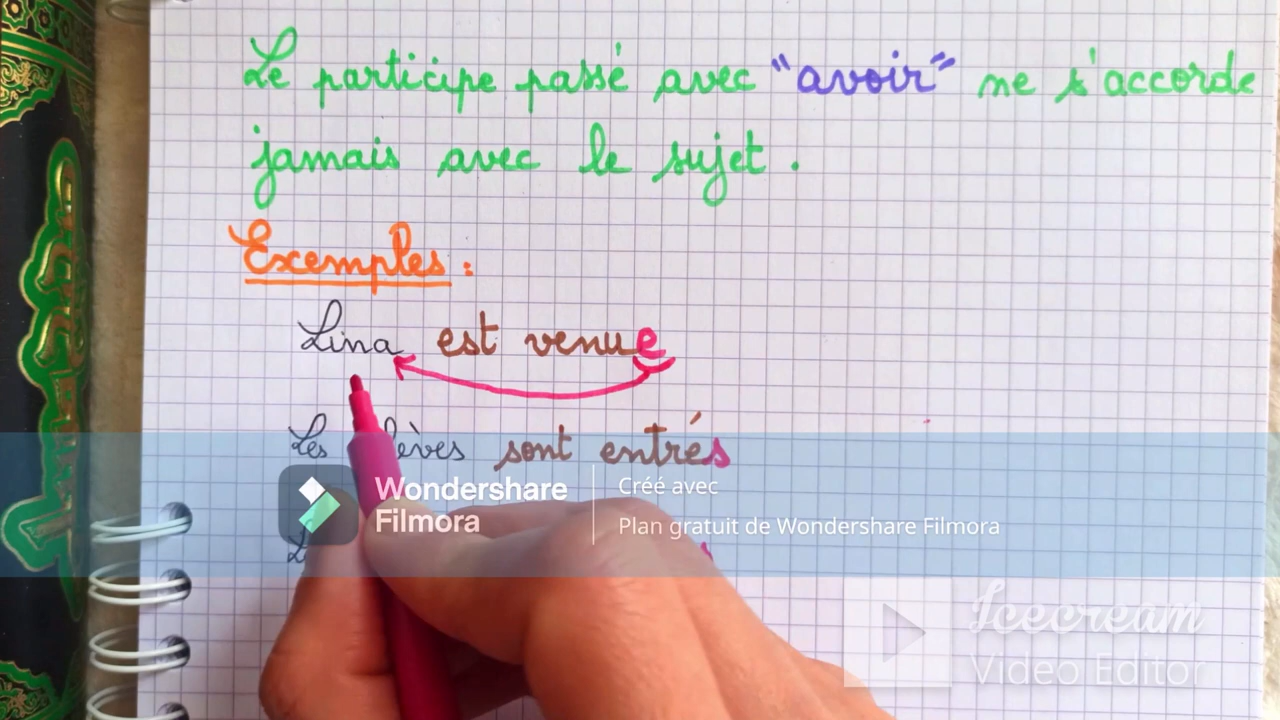 Le participe passé avec "avoir" ne s'accorde
jamais avec le sujet.
Exemples :
Lina est venue
Les élèves sont entrés
Wondershare
Filmora
Créé avec
Plan gratuit de Wondershare Filmora
Icecream
Video Editor